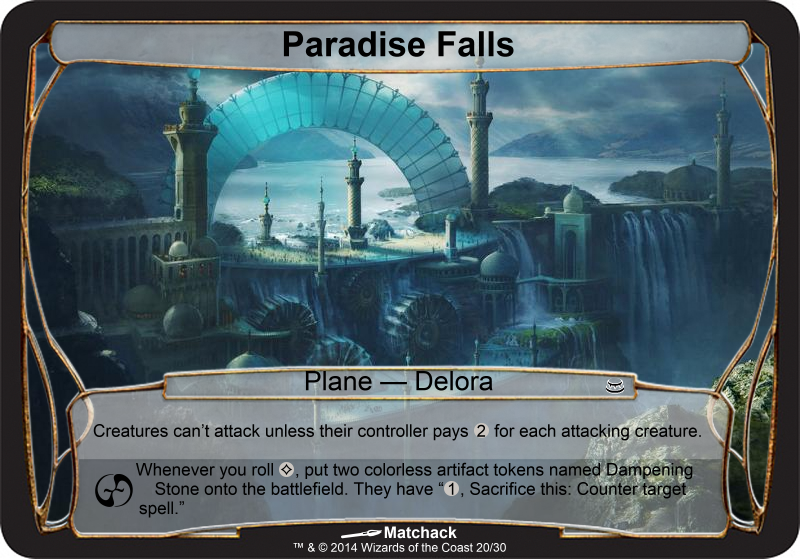 Paradise Falls
Plane — Delora
Creatures can't attack unless their controller pays 2 for each attacking creature.
Whenever you roll , put two colorless artifact tokens named Dampening
Stone onto the battlefield. They have “1, Sacrifice this: Counter target
spell.”
Matchack
™ & © 2014 Wizards of the Coast 20/30